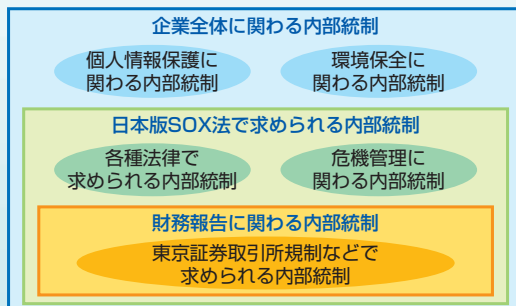 企業全体に関わる内部統制
個人情報保護に
関わる内部統制
環境保全に
関わる内部統制
日本版SOX法で求められる内部統制
各種法律で
求められる内部統制
危機管理に
関わる内部統制
財務報告に関わる内部統制
東京証券取引所規制などで
求められる内部統制